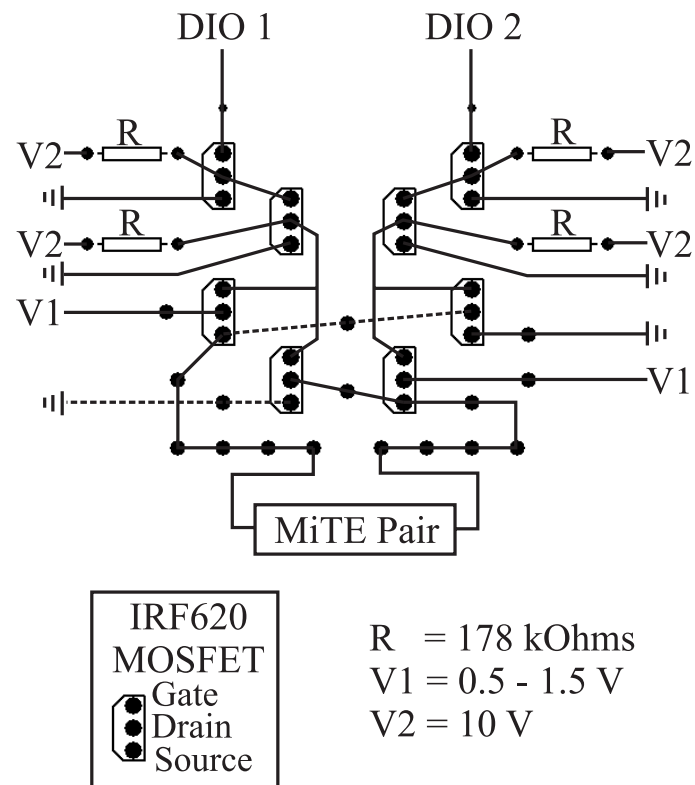 DIO 1 DIO 2
V2 R R V2
V2 R R V2
V1
V1
MiTE Pair
IRF620
MOSFET
Gate
Drain
Source
R = 178 kOhms
V1 = 0.5 - 1.5 V
V2 = 10 V